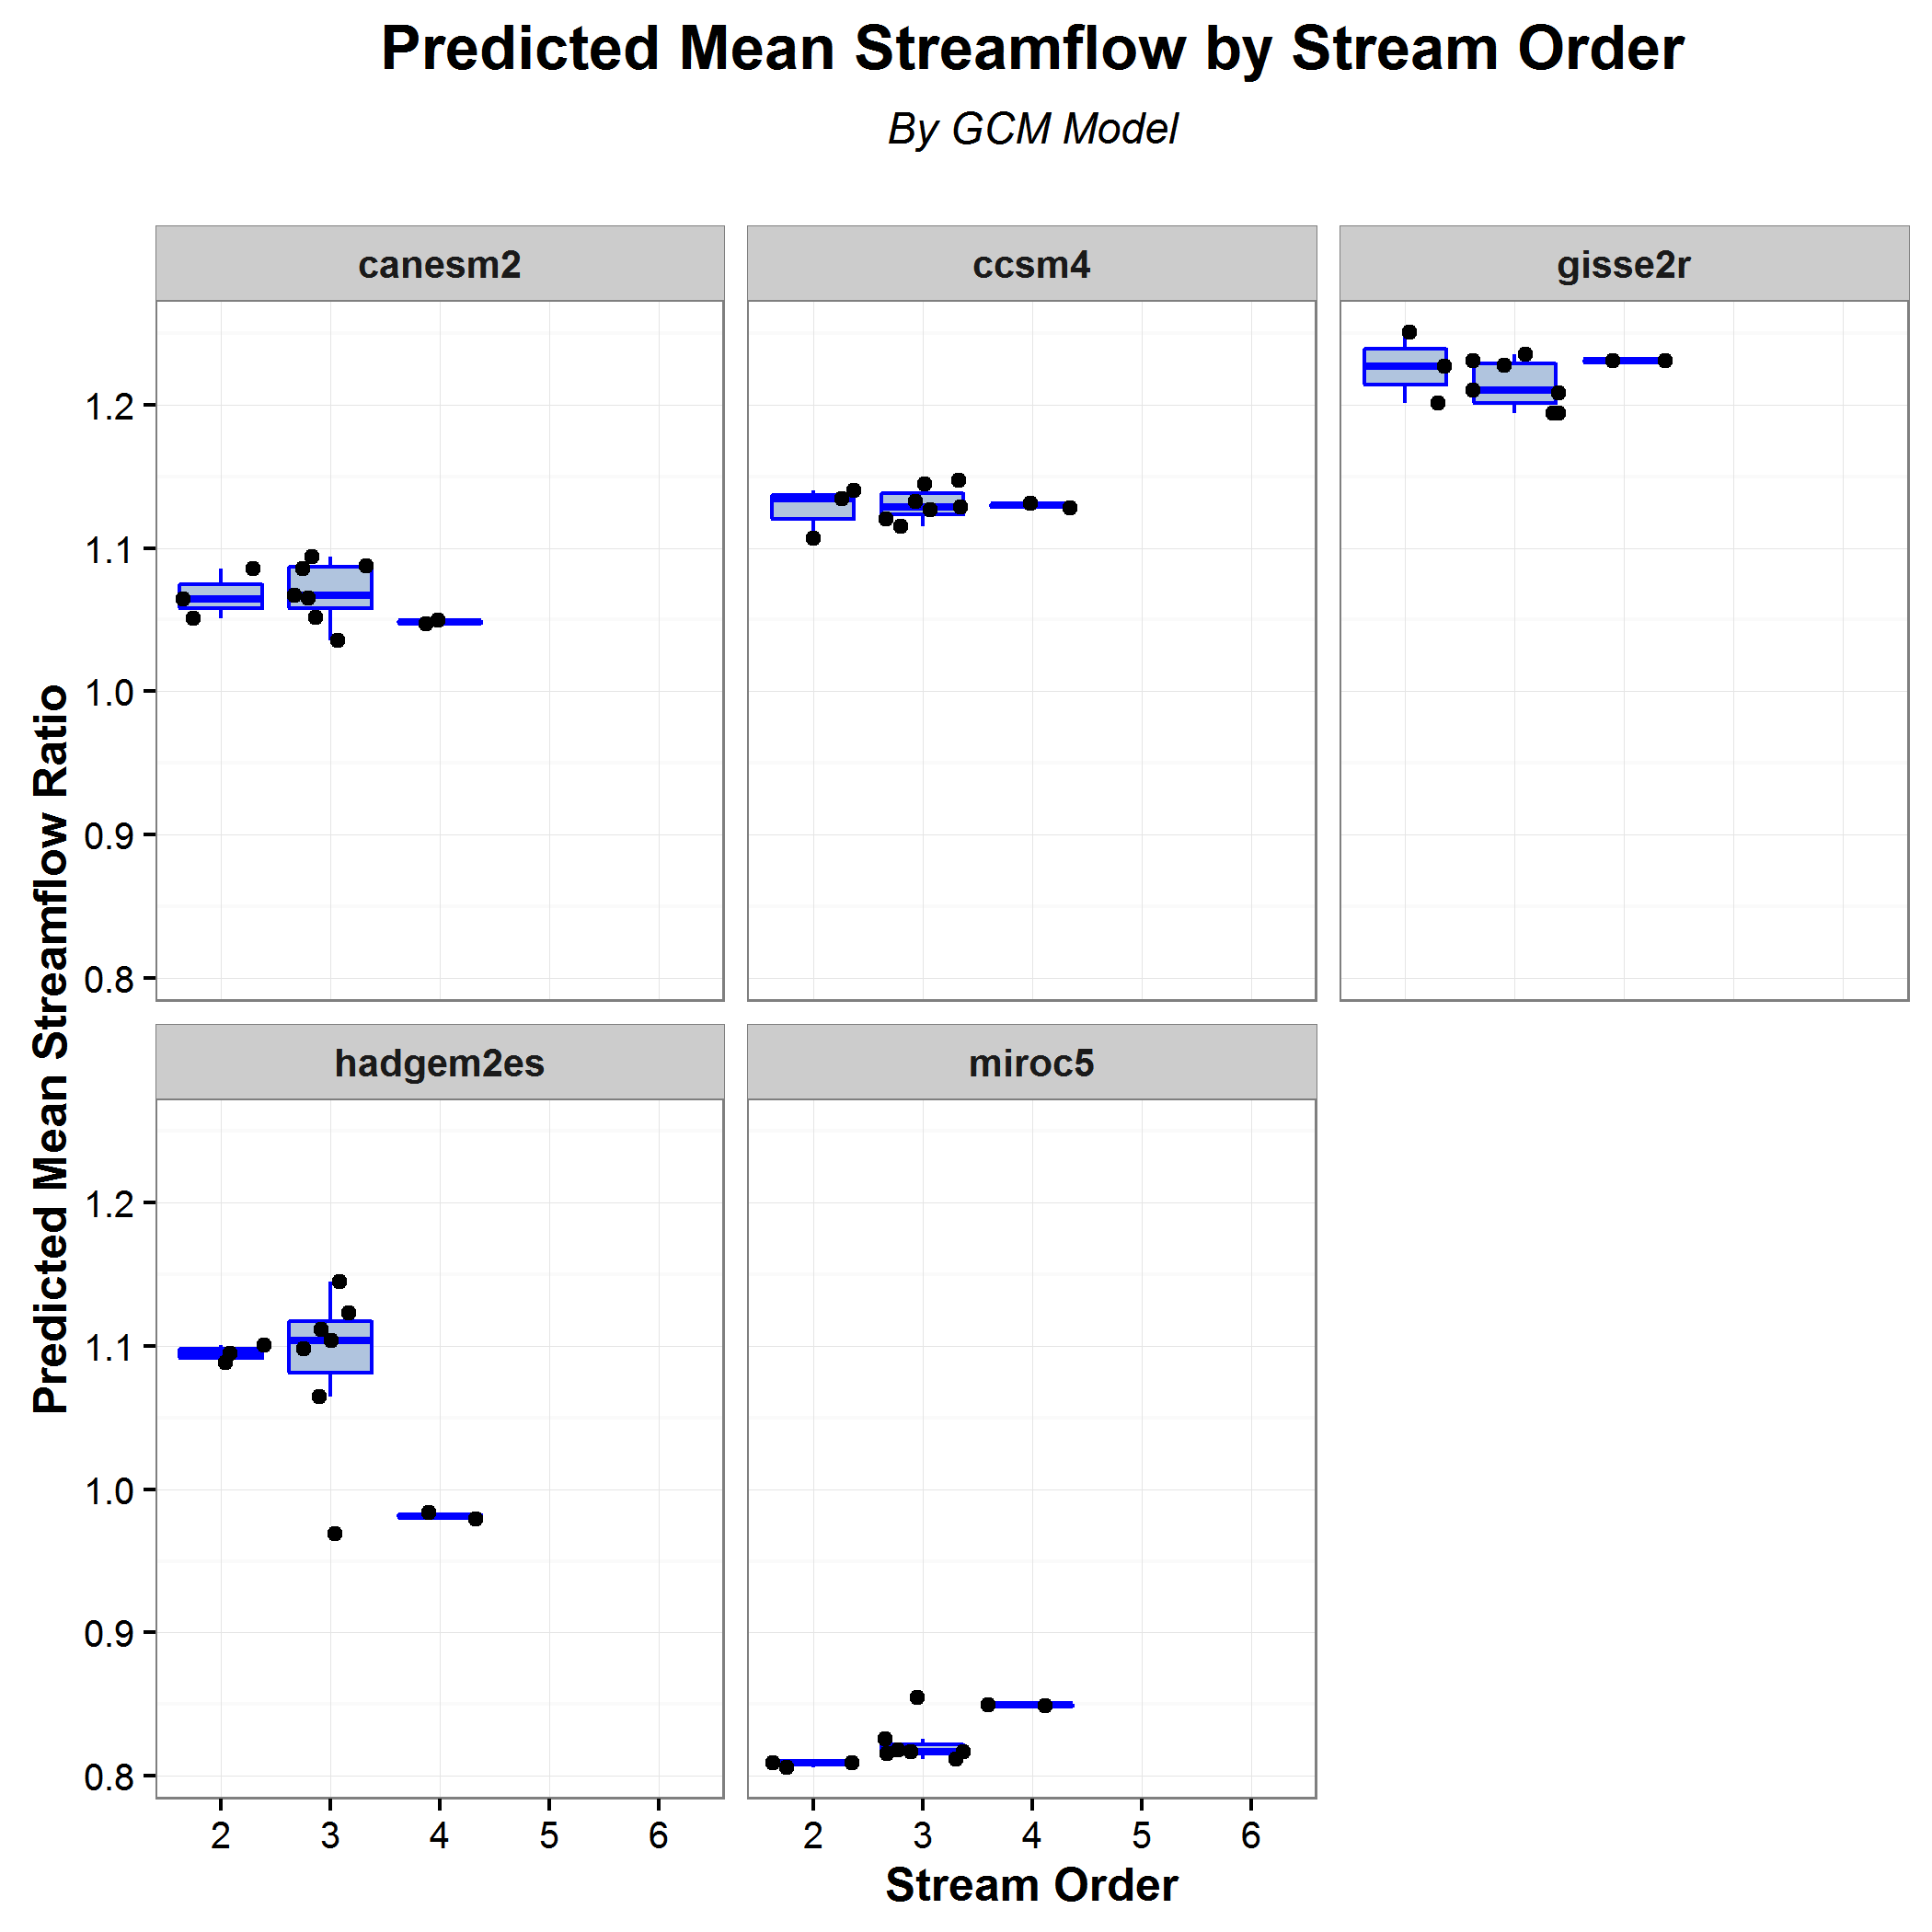 Predicted Mean Streamflow by Stream Order
By GCM Model
canesm2
ccsm4
gisse2r
1.2
1.1
1.0
0.9
0.8
Predicted Mean Streamflow Ratio
hadgem2es
miroc5
1.2
1.1
1.0
0.9
0.8
2 3 4 5 6
2 3 4 5 6
Stream Order